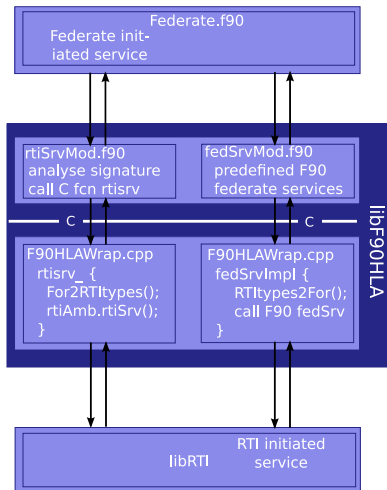 Federate.f90
Federate init-
iated service
rtiSrvMod.f90
analyse signature
call C fcn rtisrv
fedSrvMod.f90
predefined F90
federate services
C
C
libF90HLA
F90HLAWrap.cpp
rtisrv_ {
For2RTItypes();
rtiAmb.rtiSrv();
}
F90HLAWrap.cpp
fedSrvImpl {
RTItypes2For();
call F90 fedSrv
}
libRTI
RTI initiated
service